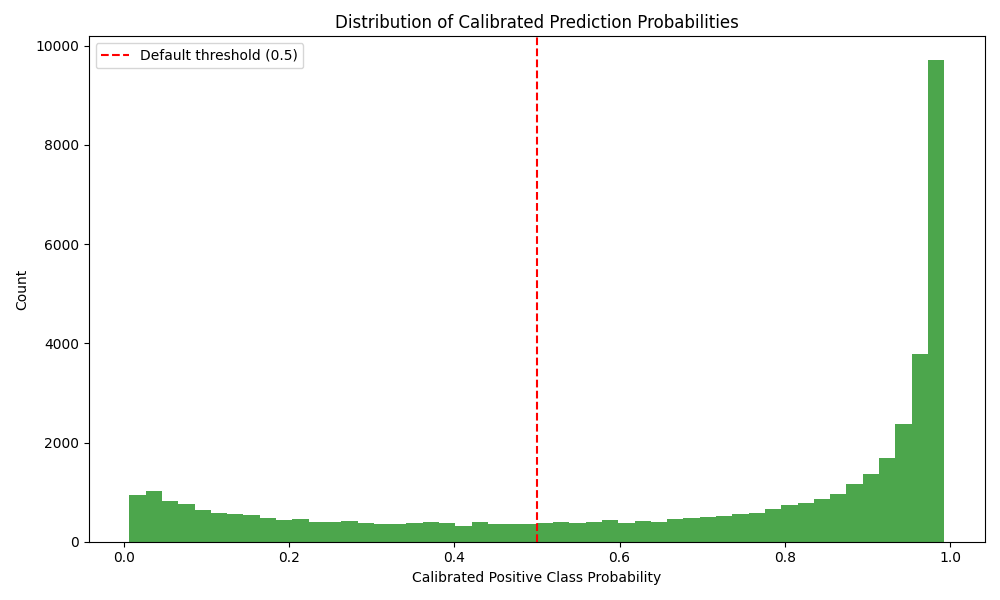 Distribution of Calibrated Prediction Probabilities
Default threshold (0.5)
10000
8000
6000
4000
2000
0
Count
0.0 0.2 0.4 0.6 0.8 1.0
Calibrated Positive Class Probability